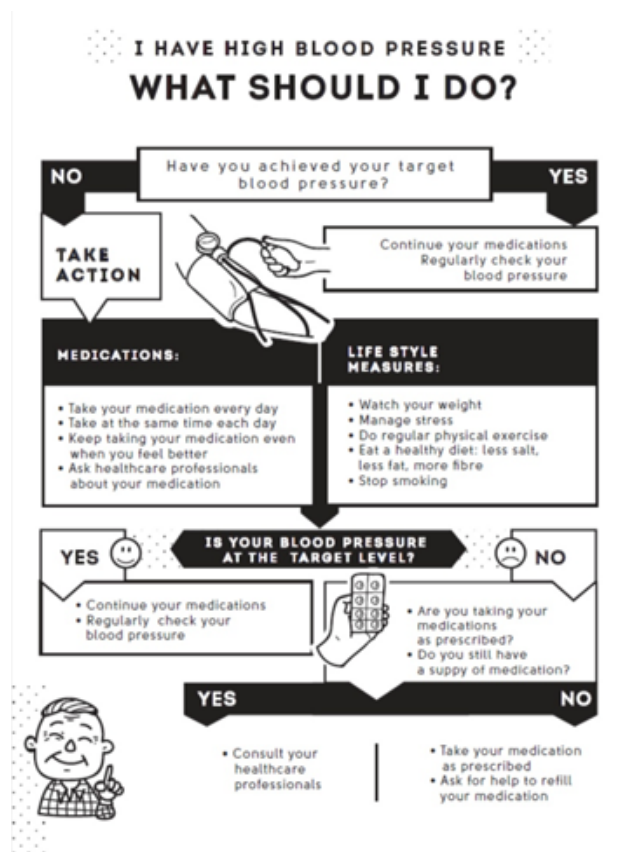 I HAVE HIGH BLOOD PRESSURE
WHAT SHOULD I DO?
Have you achieved your target
blood pressure?
NO
YES
TAKE
ACTION
Continue your medications
Regularly check your
blood pressure
MEDICATIONS:
• Take your medication every day
• Take at the same time each day
• Keep taking your medication even
when you feel better
• Ask healthcare professionals
about your medication
LIFE STYLE
MEASURES:
• Watch your weight
• Manage stress
• Do regular physical exercise
• Eat a healthy diet: less salt,
less fat, more fibre
• Stop smoking
IS YOUR BLOOD PRESSURE
AT THE TARGET LEVEL?
YES
NO
• Continue your medications
• Regularly check your
blood pressure
• Are you taking your
medications
as prescribed?
• Do you still have
a suppy of medication?
YES
NO
• Consult your
healthcare
professionals
• Take your medication
as prescribed
• Ask for help to refill
your medication